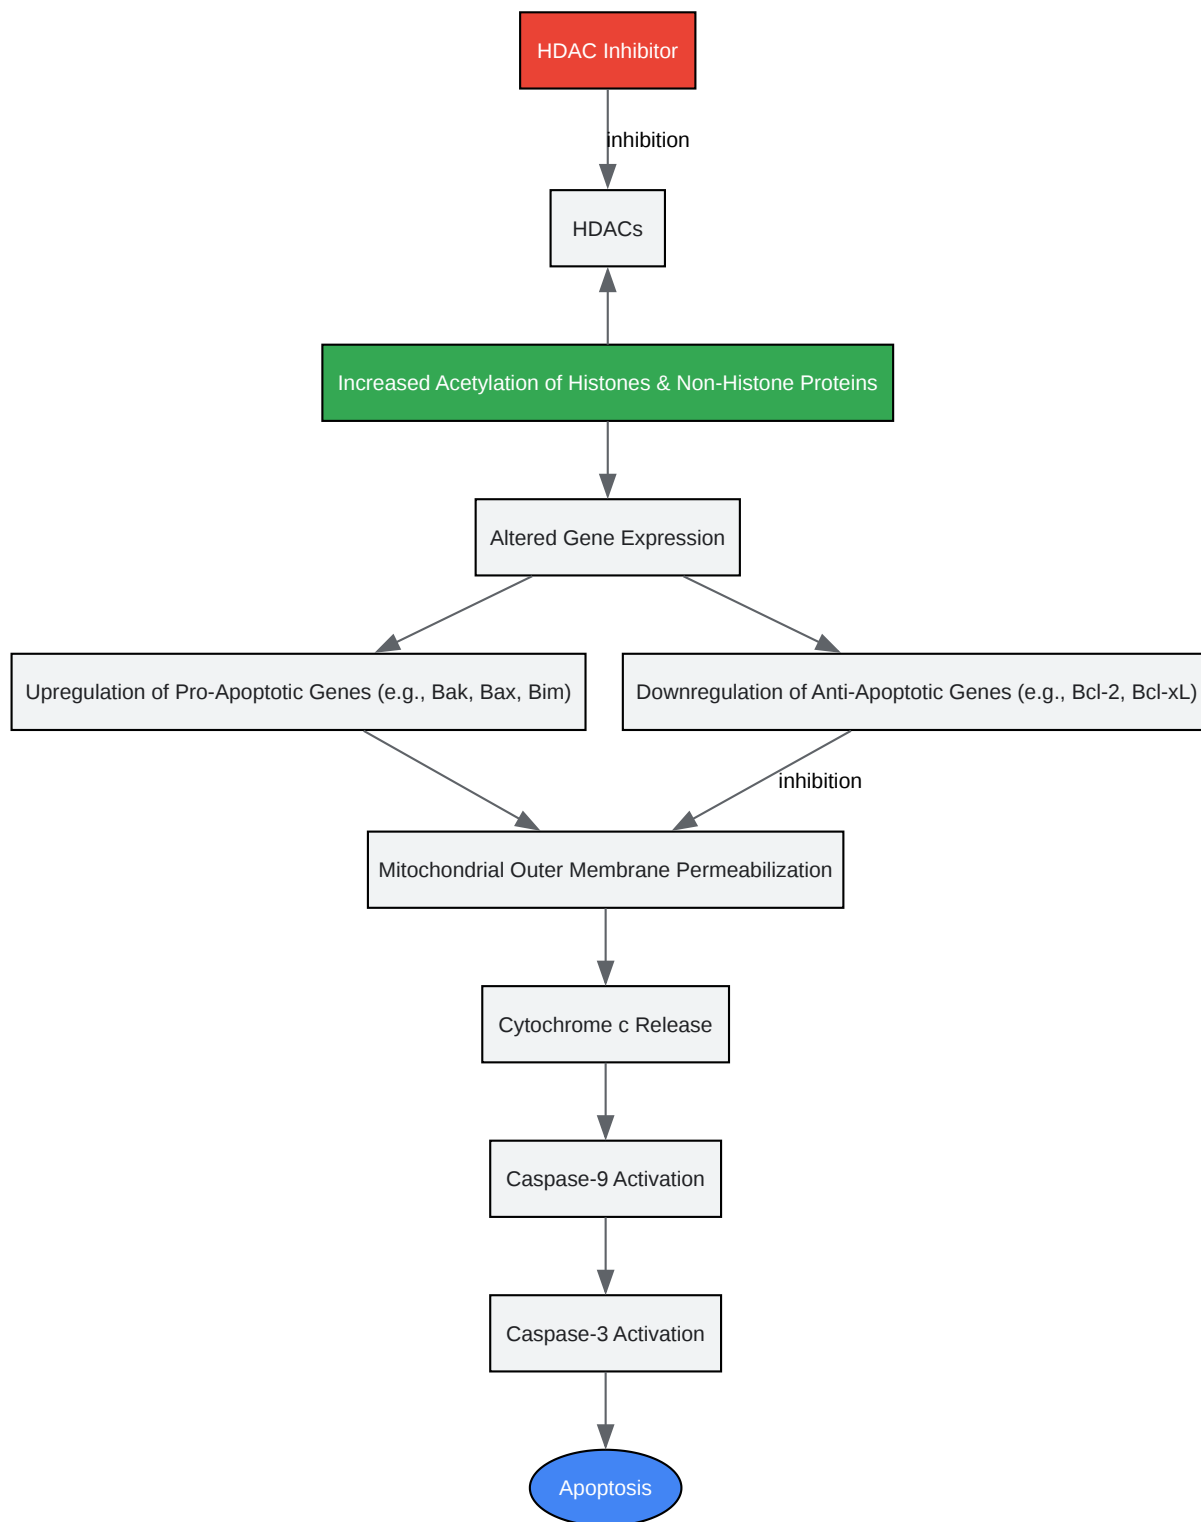 HDAC Inhibitor
inhibition
HDACs
Increased Acetylation of Histones & Non-Histone Proteins
Altered Gene Expression
Upregulation of Pro-Apoptotic Genes (e.g., Bak, Bax, Bim)
Downregulation of Anti-Apoptotic Genes (e.g., Bcl-2, Bcl-xL)
inhibition
Mitochondrial Outer Membrane Permeabilization
Cytochrome c Release
Caspase-9 Activation
Caspase-3 Activation
Apoptosis